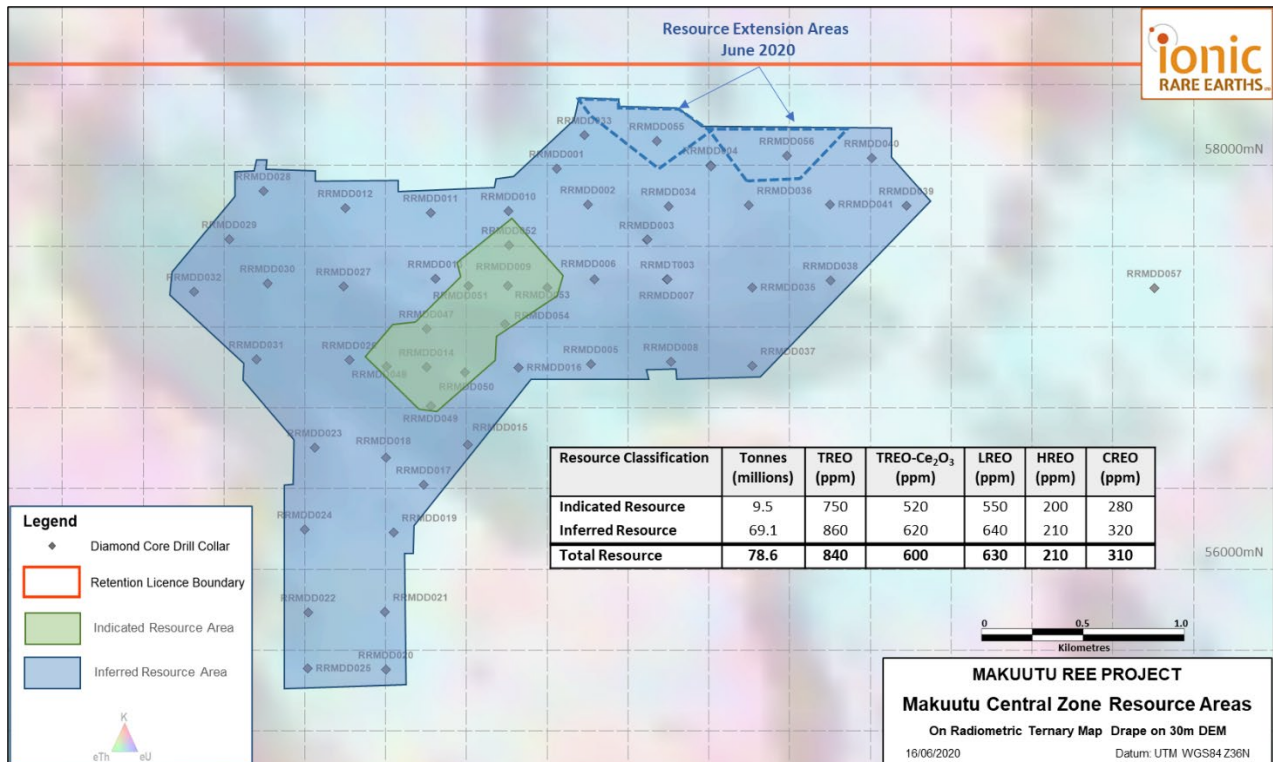 Resource Extension Areas
June 2020
ionic
RARE EARTHS
RRMDD033
RRMDD055
RRMDD056
RRMDD001
RRMDD004
RRMDD040
58000mN
RRMDD028
RRMDD012
RRMDD011
RRMDD010
RRMDD002
RRMDD034
RRMDD036
RRMDD041
RRMDD039
RRMDD029
RRMDD052
RRMDD003
RRMDD032
RRMDD030
RRMDD027
RRMDD009
RRMDD006
RRMDT003
RRMDD038
RRMDD057
RRMDD051
RRMDD053
RRMDD007
RRMDD035
RRMDD047
RRMDD054
RRMDD031
RRMDD014
RRMDD048
RRMDD050
RRMDD016
RRMDD005
RRMDD008
RRMDD037
RRMDD049
RRMDD023
RRMDD018
RRMDD015
RRMDD017
RRMDD024
RRMDD019
RRMDD022
RRMDD021
RRMDD025
RRMDD020
Resource Classification Tonnes (millions) TREO (ppm) TREO-Ce₂O₃ (ppm) LREO (ppm) HREO (ppm) CREO (ppm)
Indicated Resource 9.5 750 520 550 200 280
Inferred Resource 69.1 860 620 640 210 320
Total Resource 78.6 840 600 630 210 310
56000mN
Legend
Diamond Core Drill Collar
Retention Licence Boundary
Indicated Resource Area
Inferred Resource Area
K
eTh eU
0 0.5 1.0
Kilometres
MAKUUTU REE PROJECT
Makuutu Central Zone Resource Areas
On Radiometric Ternary Map Drape on 30m DEM
16/06/2020 Datum: UTM WGS84 Z36N